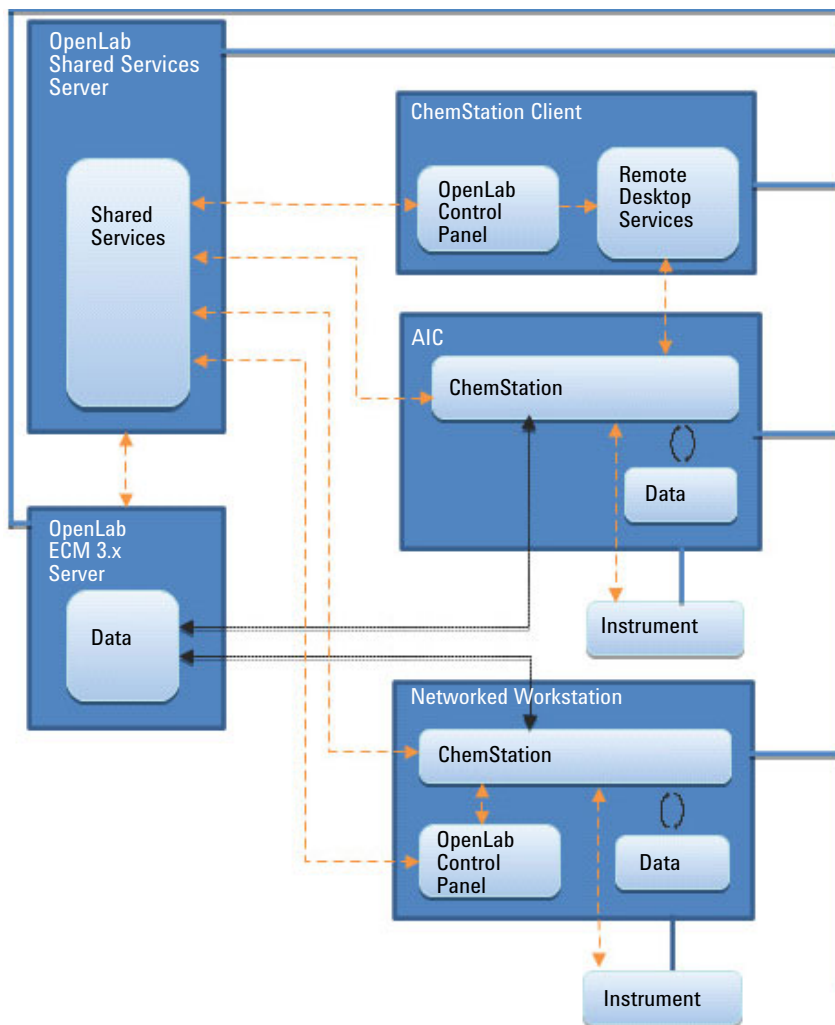 OpenLab
Shared Services
Server
Shared
Services
ChemStation Client
OpenLab
Control
Panel
Remote
Desktop
Services
AIC
ChemStation
Data
Instrument
OpenLab
ECM 3.x
Server
Data
Networked Workstation
ChemStation
OpenLab
Control
Panel
Data
Instrument